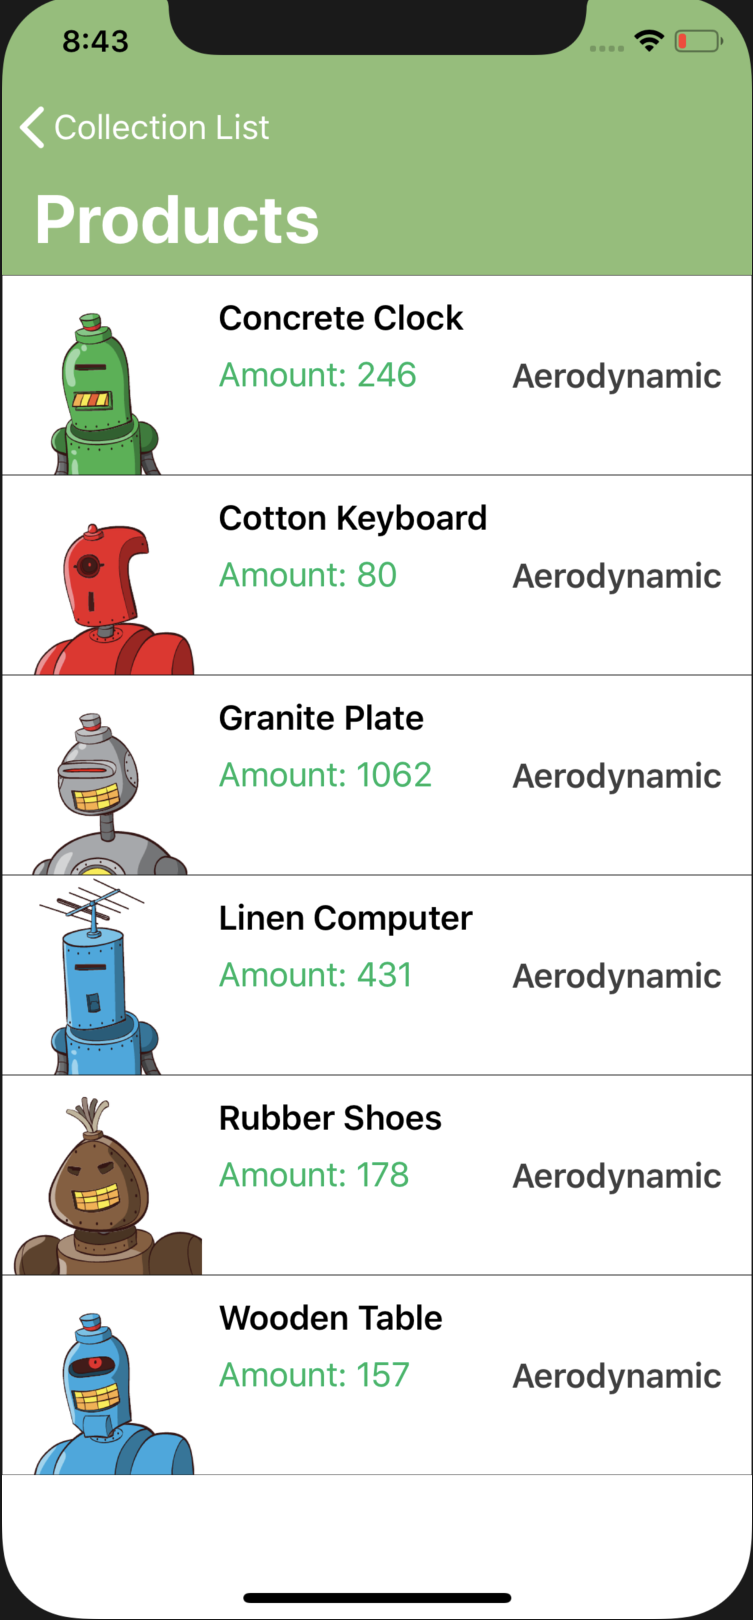 8:43
Collection List
Products
Concrete Clock
Amount: 246
Aerodynamic
Cotton Keyboard
Amount: 80
Aerodynamic
Granite Plate
Amount: 1062
Aerodynamic
Linen Computer
Amount: 431
Aerodynamic
Rubber Shoes
Amount: 178
Aerodynamic
Wooden Table
Amount: 157
Aerodynamic